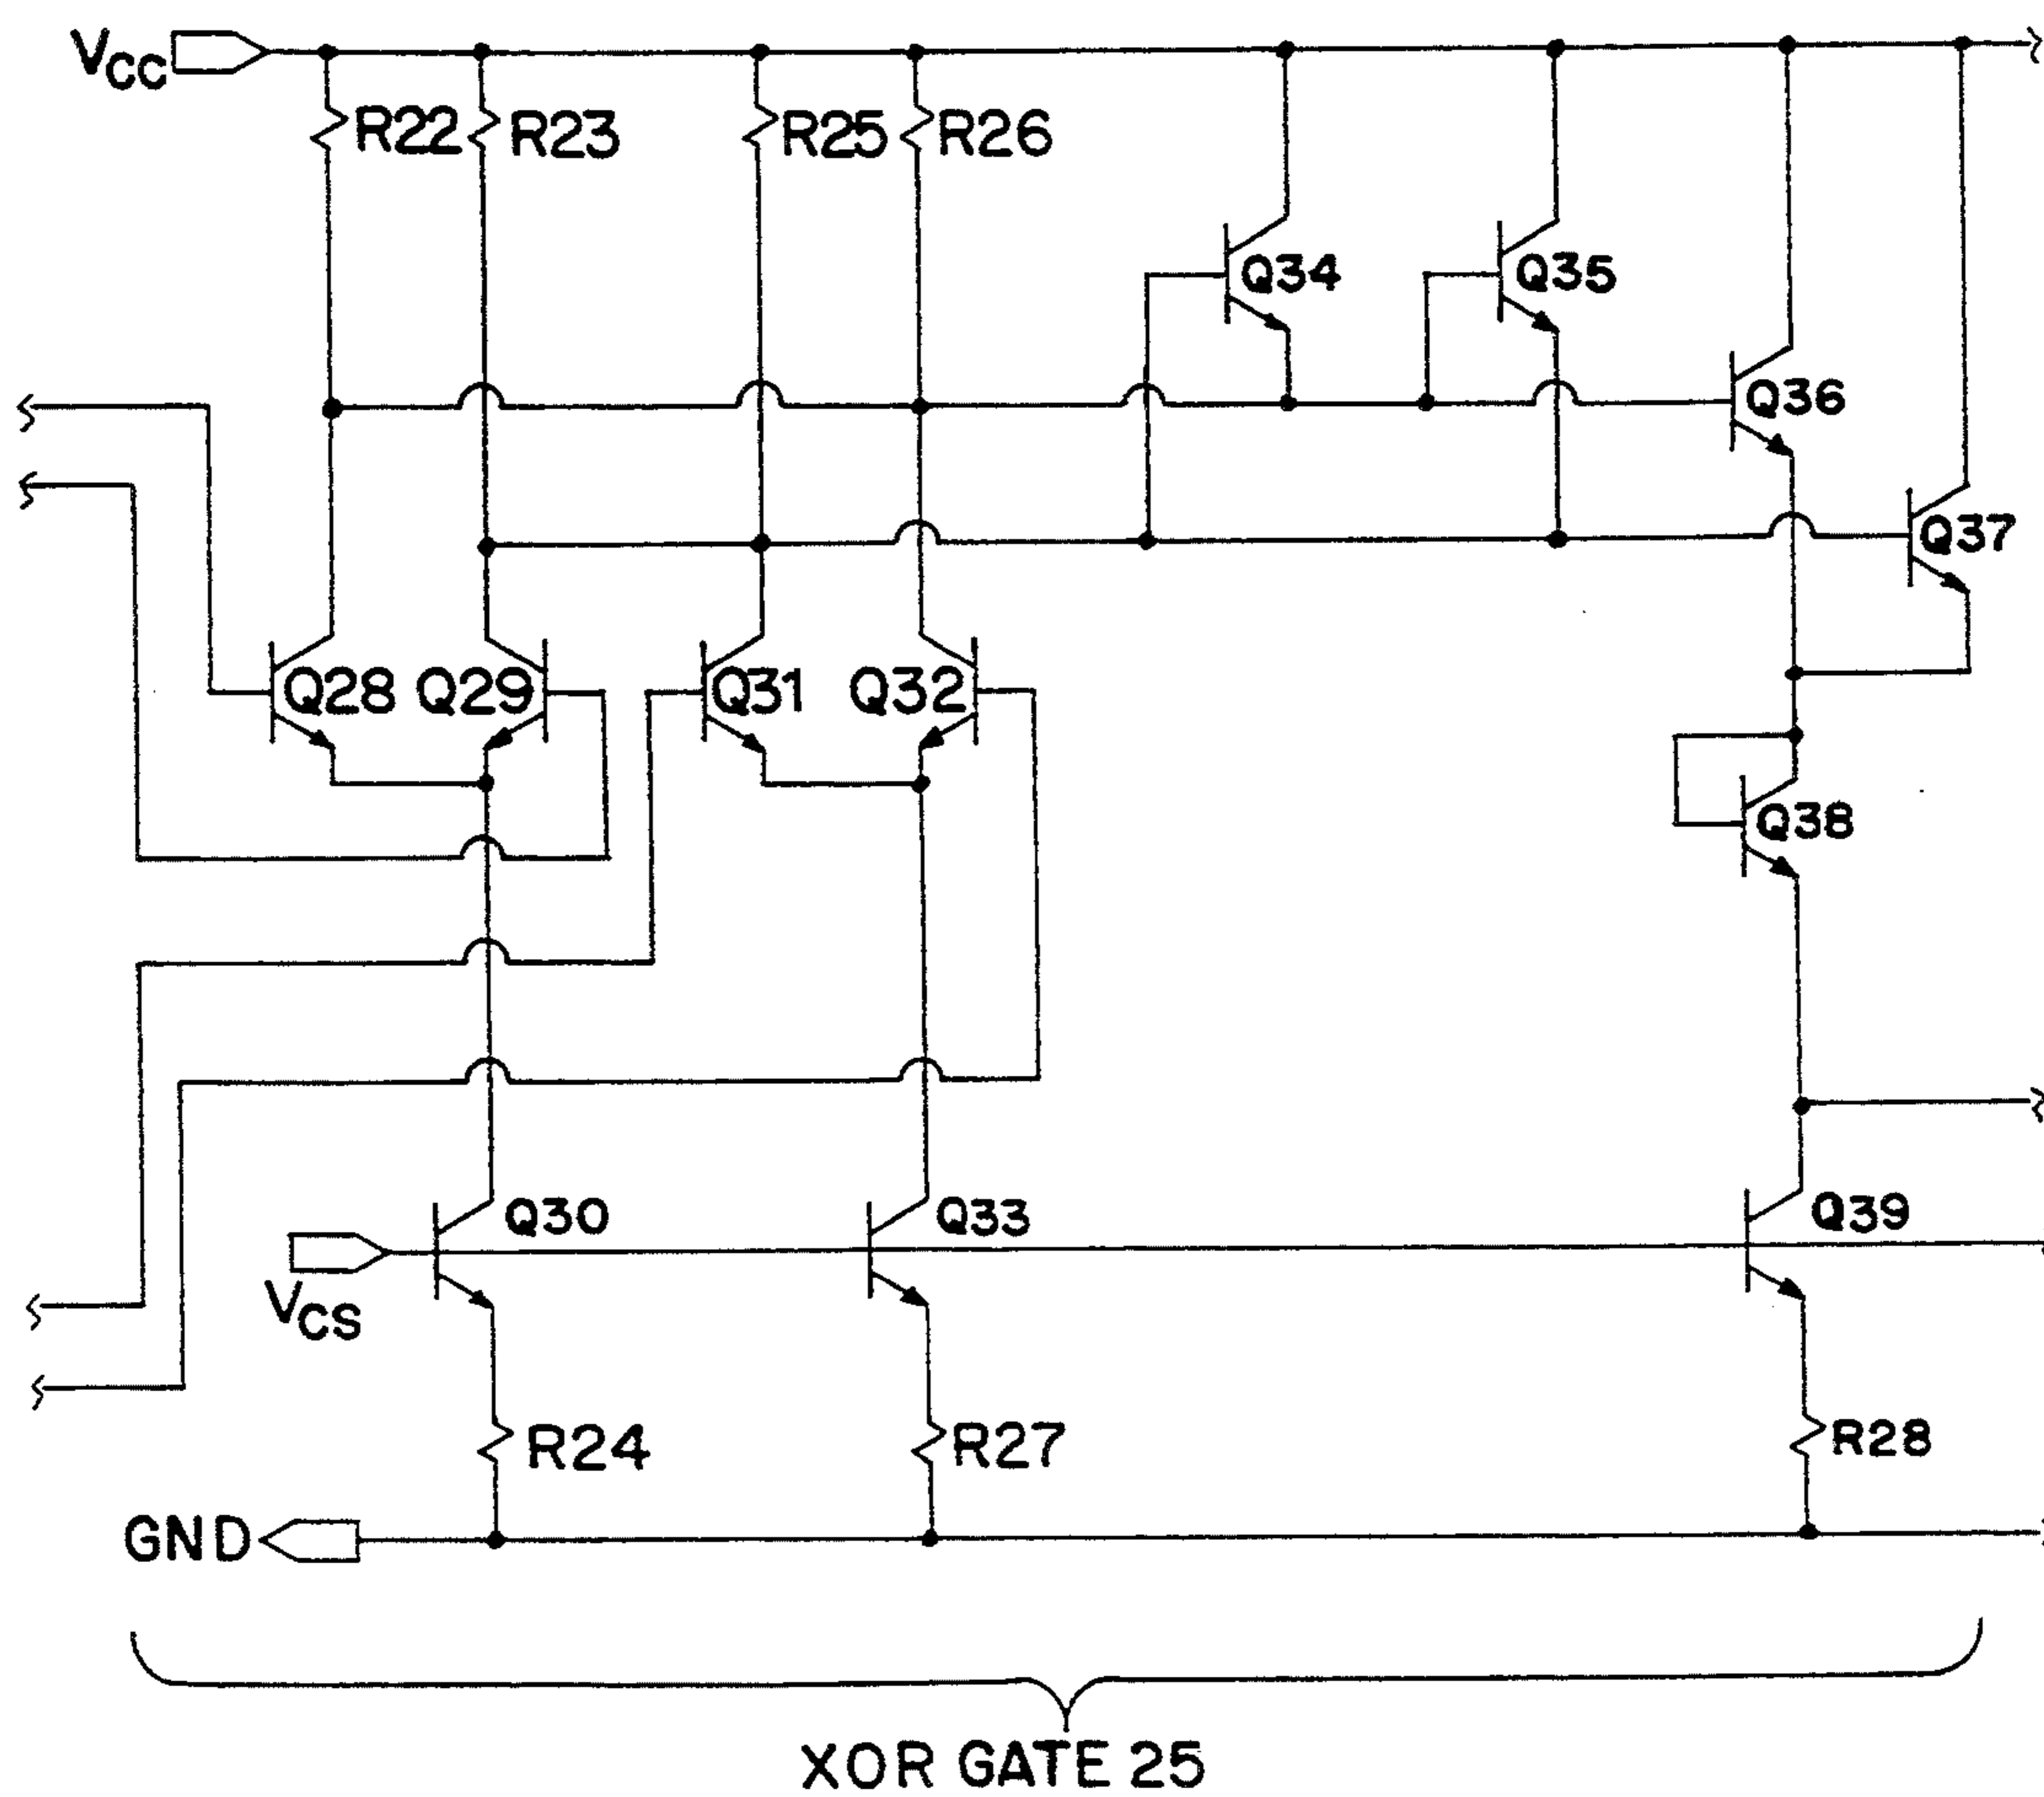 VCC
R22
R23
R25
R26
Q34
Q35
Q36
Q37
Q28
Q29
Q31
Q32
Q38
Q30
Q33
Q39
VCS
R24
R27
R28
GND
XOR GATE 25